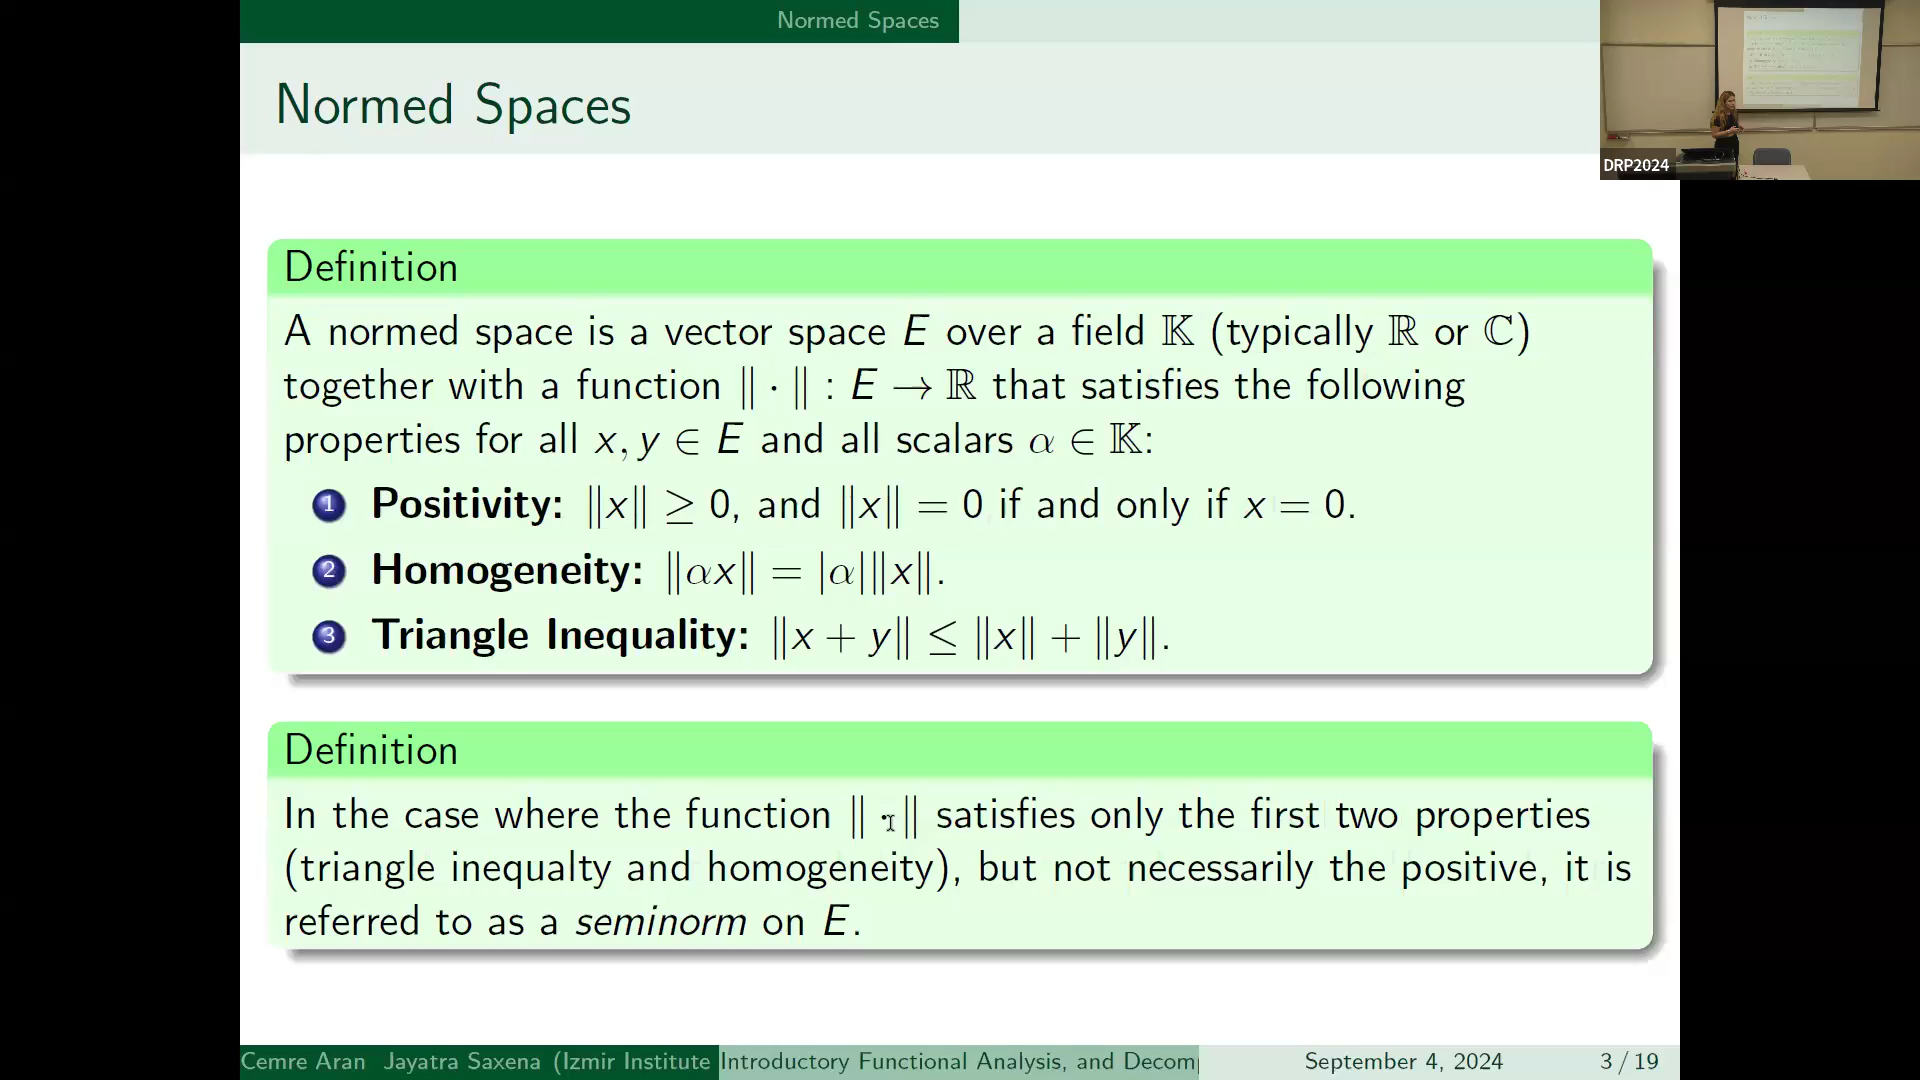 Normed Spaces
Normed Spaces
DRP2024
Definition
A normed space is a vector space E over a field 𝕂 (typically ℝ or ℂ)
together with a function ‖ · ‖ : E → ℝ that satisfies the following
properties for all x, y ∈ E and all scalars α ∈ 𝕂:
1 Positivity: ‖x‖ ≥ 0, and ‖x‖ = 0 if and only if x = 0.
2 Homogeneity: ‖αx‖ = |α|‖x‖.
3 Triangle Inequality: ‖x + y‖ ≤ ‖x‖ + ‖y‖.
Definition
In the case where the function ‖ · ‖ satisfies only the first two properties
(triangle inequalty and homogeneity), but not necessarily the positive, it is
referred to as a seminorm on E.
Cemre Aran Jayatra Saxena (Izmir Institute Introductory Functional Analysis, and Decom September 4, 2024 3 / 19